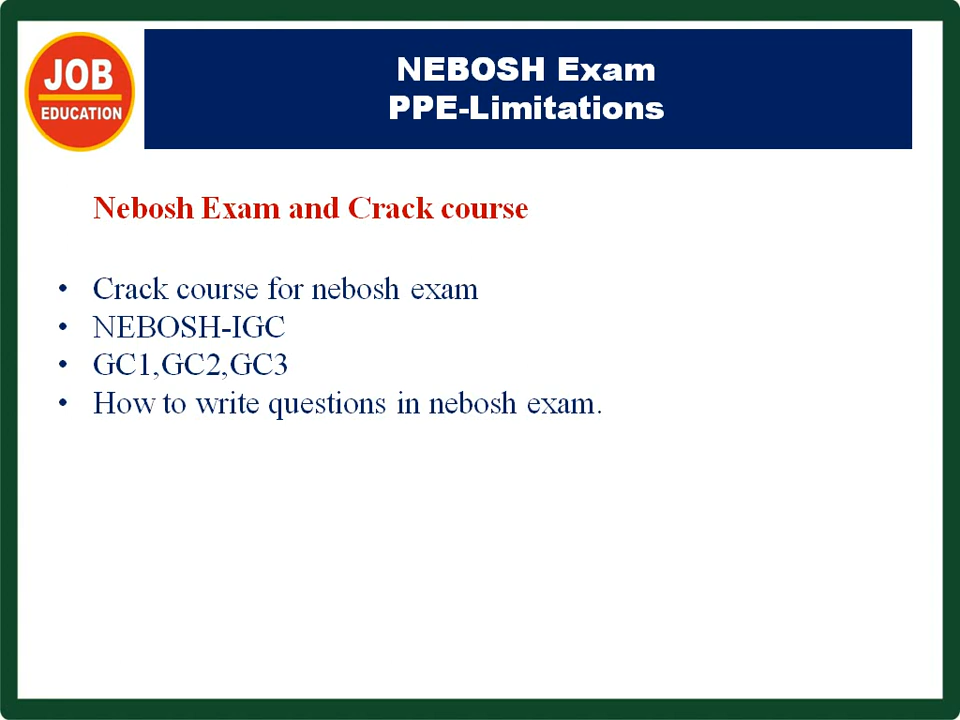 JOB
EDUCATION
NEBOSH Exam
PPE-Limitations
Nebosh Exam and Crack course
• Crack course for nebosh exam
• NEBOSH-IGC
• GC1,GC2,GC3
• How to write questions in nebosh exam.